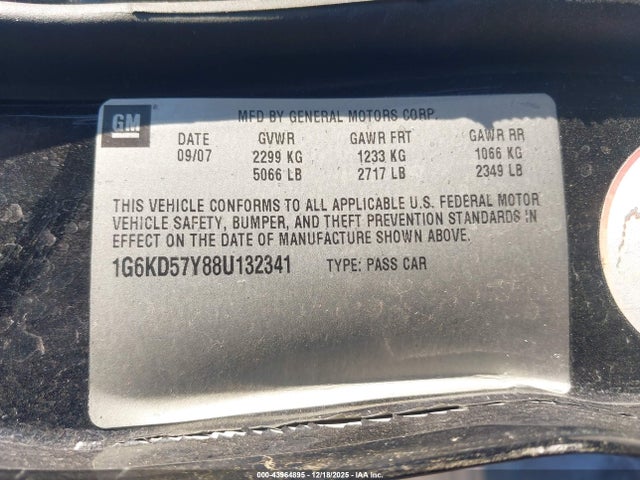 GM
MFD BY GENERAL MOTORS CORP.
DATE GVWR GAWR FRT GAWR RR
09/07 2299 KG 1233 KG 1066 KG
5066 LB 2717 LB 2349 LB
THIS VEHICLE CONFORMS TO ALL APPLICABLE U.S. FEDERAL MOTOR
VEHICLE SAFETY, BUMPER, AND THEFT PREVENTION STANDARDS IN
EFFECT ON THE DATE OF MANUFACTURE SHOWN ABOVE.
1G6KD57Y88U132341 TYPE: PASS CAR
000-43964895 - 12/18/2025 - IAA Inc.